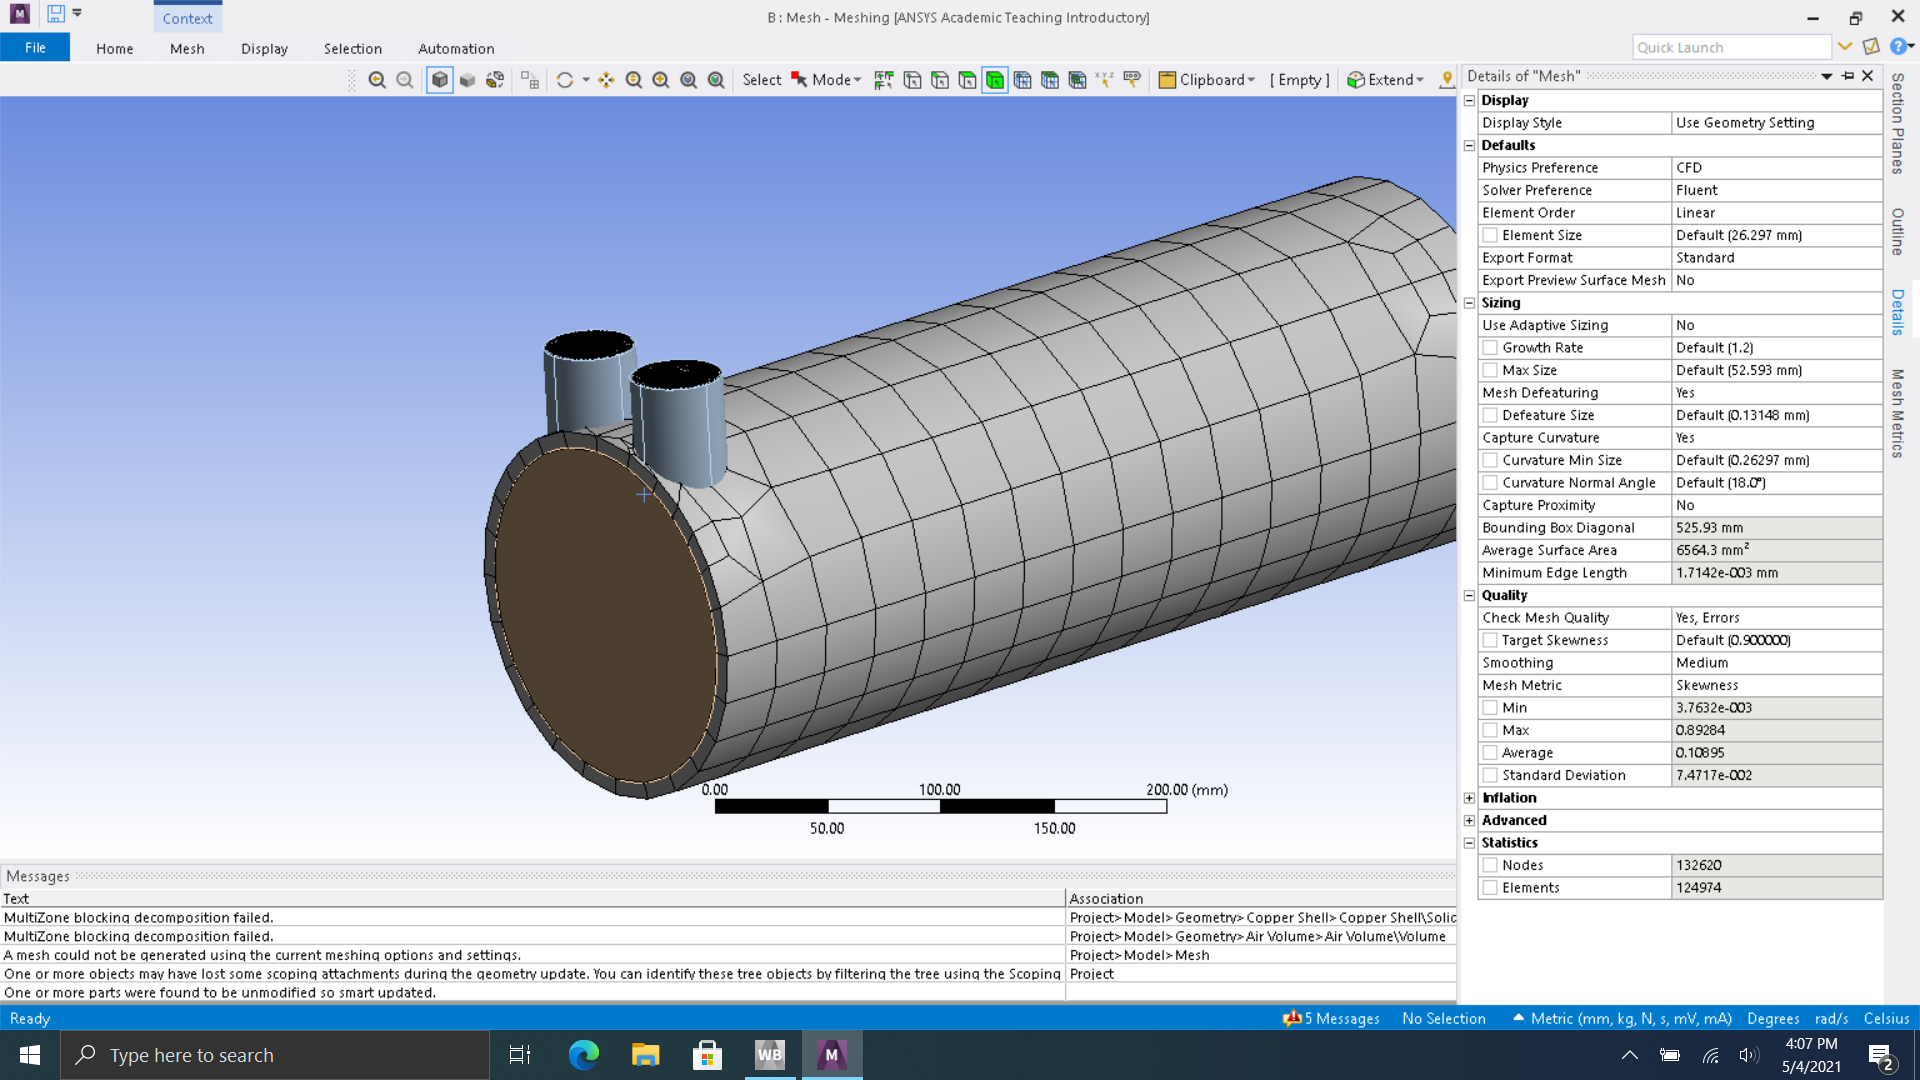 M
Context
B : Mesh - Meshing [ANSYS Academic Teaching Introductory]
File Home Mesh Display Selection Automation
Quick Launch
Select Mode Clipboard [ Empty ] Extend
Details of "Mesh"
Display
Display Style Use Geometry Setting
Defaults
Physics Preference CFD
Solver Preference Fluent
Element Order Linear
Element Size Default (26.297 mm)
Export Format Standard
Export Preview Surface Mesh No
Sizing
Use Adaptive Sizing No
Growth Rate Default (1.2)
Max Size Default (52.593 mm)
Mesh Defeaturing Yes
Defeature Size Default (0.13148 mm)
Capture Curvature Yes
Curvature Min Size Default (0.26297 mm)
Curvature Normal Angle Default (18.0°)
Capture Proximity No
Bounding Box Diagonal 525.93 mm
Average Surface Area 6564.3 mm²
Minimum Edge Length 1.7142e-003 mm
Quality
Check Mesh Quality Yes, Errors
Target Skewness Default (0.900000)
Smoothing Medium
Mesh Metric Skewness
Min 3.7632e-003
Max 0.89284
Average 0.10895
Standard Deviation 7.4717e-002
Inflation
Advanced
Statistics
Nodes 132620
Elements 124974
Section Planes
Outline
Details
Mesh Metrics
0.00 100.00 200.00 (mm)
50.00 150.00
Messages
Text Association
MultiZone blocking decomposition failed. Project>Model>Geometry>Copper Shell>Copper Shell\Solic
MultiZone blocking decomposition failed. Project>Model>Geometry>Air Volume>Air Volume\Volume
A mesh could not be generated using the current meshing options and settings. Project>Model>Mesh
One or more objects may have lost some scoping attachments during the geometry update. You can identify these tree objects by filtering the tree using the Scoping Project
One or more parts were found to be unmodified so smart updated.
Ready 5 Messages No Selection Metric (mm, kg, N, s, mV, mA) Degrees rad/s Celsius
Type here to search
WB
M
4:07 PM
5/4/2021
2